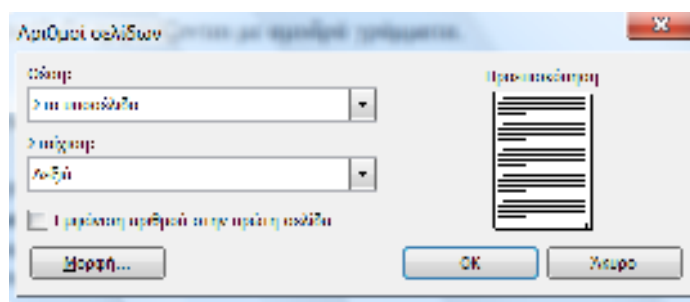 Αριθμοί σελίδων
Θέση:
Στο υποσέλιδο
Στοίχιση:
Δεξιά
Εμφάνιση αριθμού στην πρώτη σελίδα
Μορφή...
Προεπισκόπηση
OK
Άκυρο